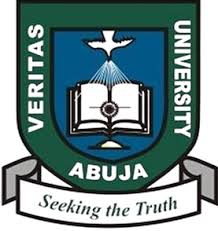 VERITAS
UNIVERSITY
ABUJA
Seeking the Truth